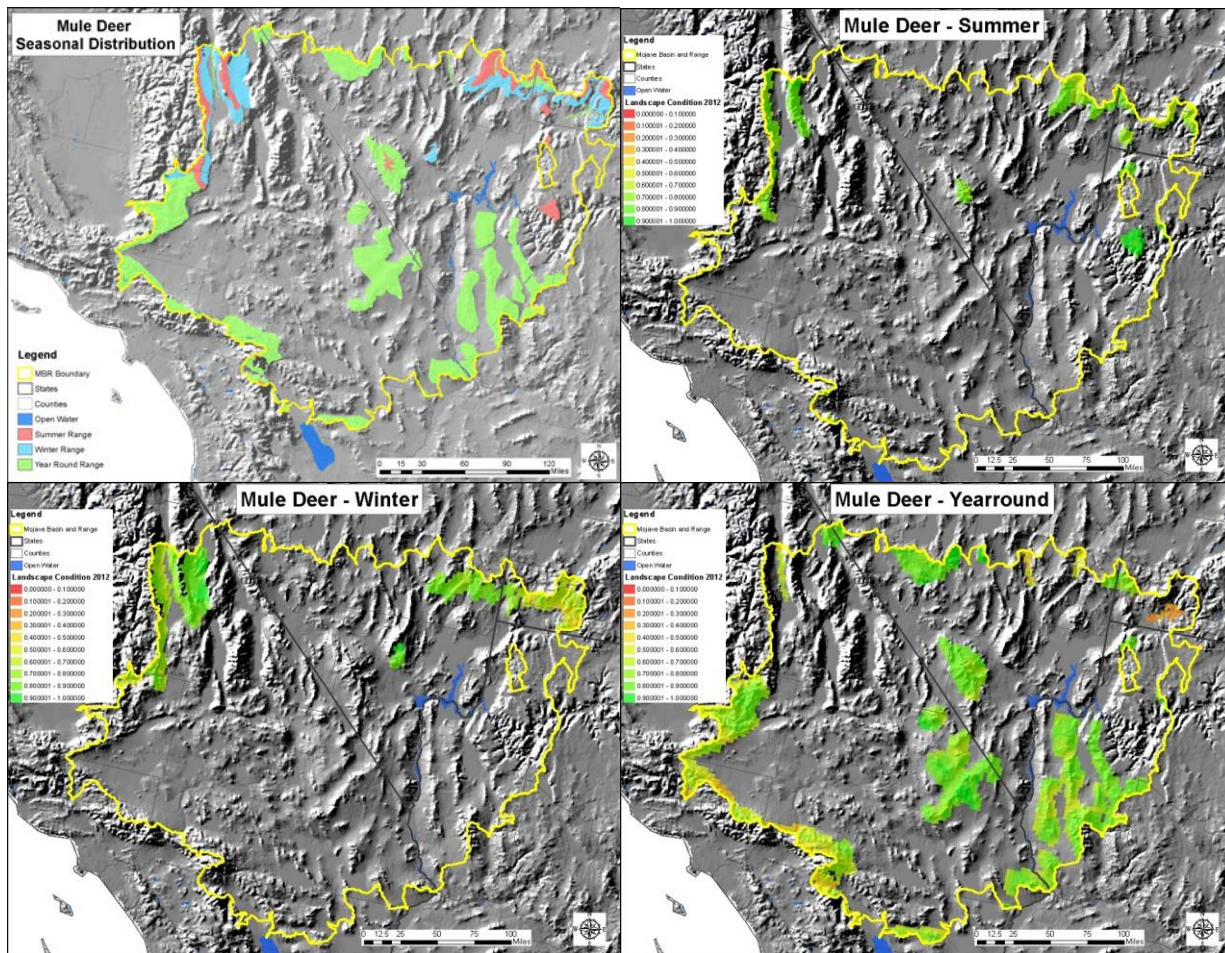 Mule Deer
Seasonal Distribution
Legend
MBR Boundary
States
Counties
Open Water
Summer Range
Winter Range
Year Round Range
0 15 30 60 90 120
Miles
Mule Deer - Summer
Legend
Mojave Basin and Range
States
Counties
Open Water
Landscape Condition 2012
0.000000 - 0.100000
0.100001 - 0.200000
0.200001 - 0.300000
0.300001 - 0.400000
0.400001 - 0.500000
0.500001 - 0.600000
0.600001 - 0.700000
0.700001 - 0.800000
0.800001 - 0.900000
0.900001 - 1.000000
0 12.5 25 50 75 100
Miles
Mule Deer - Winter
Legend
Mojave Basin and Range
States
Counties
Open Water
Landscape Condition 2012
0.000000 - 0.100000
0.100001 - 0.200000
0.200001 - 0.300000
0.300001 - 0.400000
0.400001 - 0.500000
0.500001 - 0.600000
0.600001 - 0.700000
0.700001 - 0.800000
0.800001 - 0.900000
0.900001 - 1.000000
0 12.5 25 50 75 100
Miles
Mule Deer - Yearround
Legend
Mojave Basin and Range
States
Counties
Open Water
Landscape Condition 2012
0.000000 - 0.100000
0.100001 - 0.200000
0.200001 - 0.300000
0.300001 - 0.400000
0.400001 - 0.500000
0.500001 - 0.600000
0.600001 - 0.700000
0.700001 - 0.800000
0.800001 - 0.900000
0.900001 - 1.000000
0 12.5 25 50 75 100
Miles